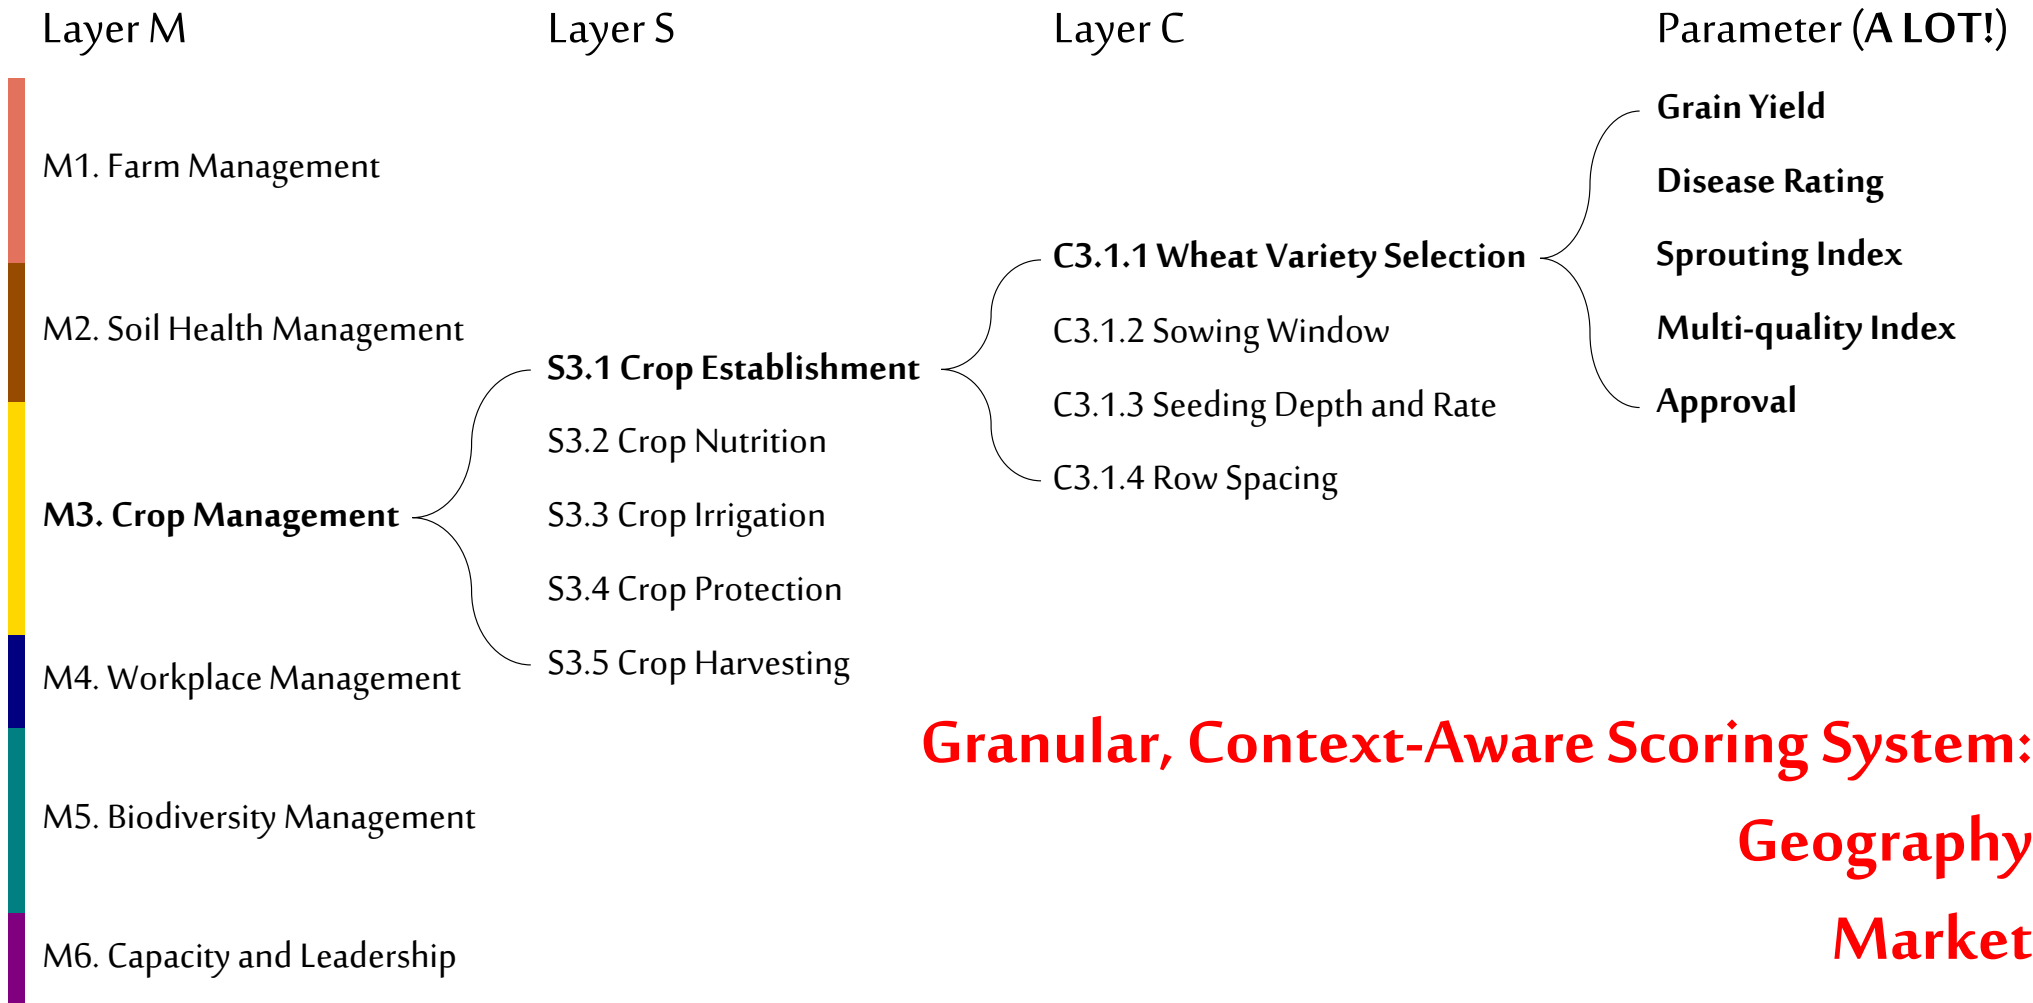 Layer M
Layer S
Layer C
Parameter (A LOT!)
M1. Farm Management
M2. Soil Health Management
M3. Crop Management
M4. Workplace Management
M5. Biodiversity Management
M6. Capacity and Leadership
S3.1 Crop Establishment
S3.2 Crop Nutrition
S3.3 Crop Irrigation
S3.4 Crop Protection
S3.5 Crop Harvesting
C3.1.1 Wheat Variety Selection
C3.1.2 Sowing Window
C3.1.3 Seeding Depth and Rate
C3.1.4 Row Spacing
Grain Yield
Disease Rating
Sprouting Index
Multi-quality Index
Approval
Granular, Context-Aware Scoring System:
Geography
Market